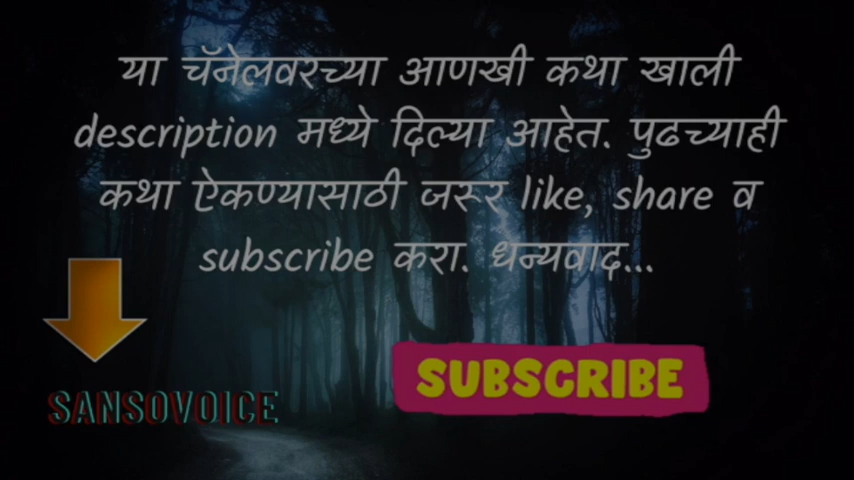 या चॅनेलवरच्या आणखी कथा खाली
description मध्ये दिल्या आहेत. पुढच्याही
कथा ऐकण्यासाठी जरूर like, share व
subscribe करा. धन्यवाद...
SUBSCRIBE
SANSOVOICE